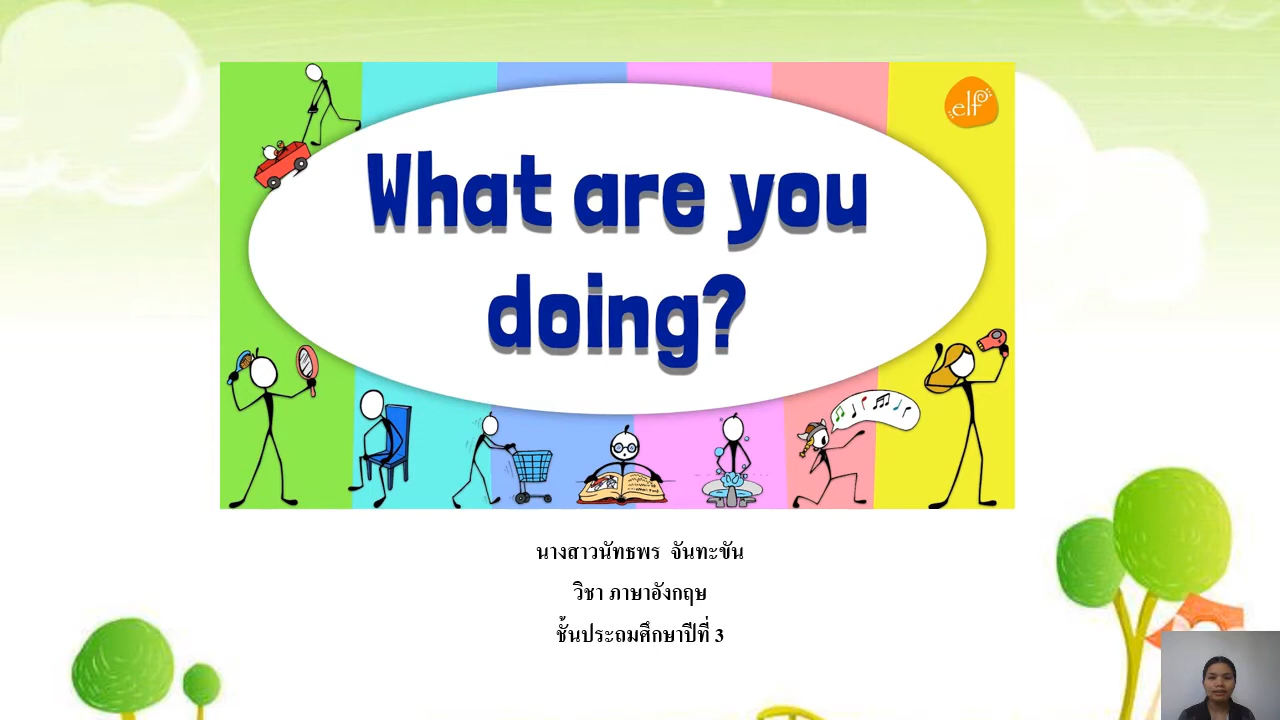 elf
What are you
doing?
นางสาวนัทธพร จันทะขัน
วิชา ภาษาอังกฤษ
ชั้นประถมศึกษาปีที่ 3